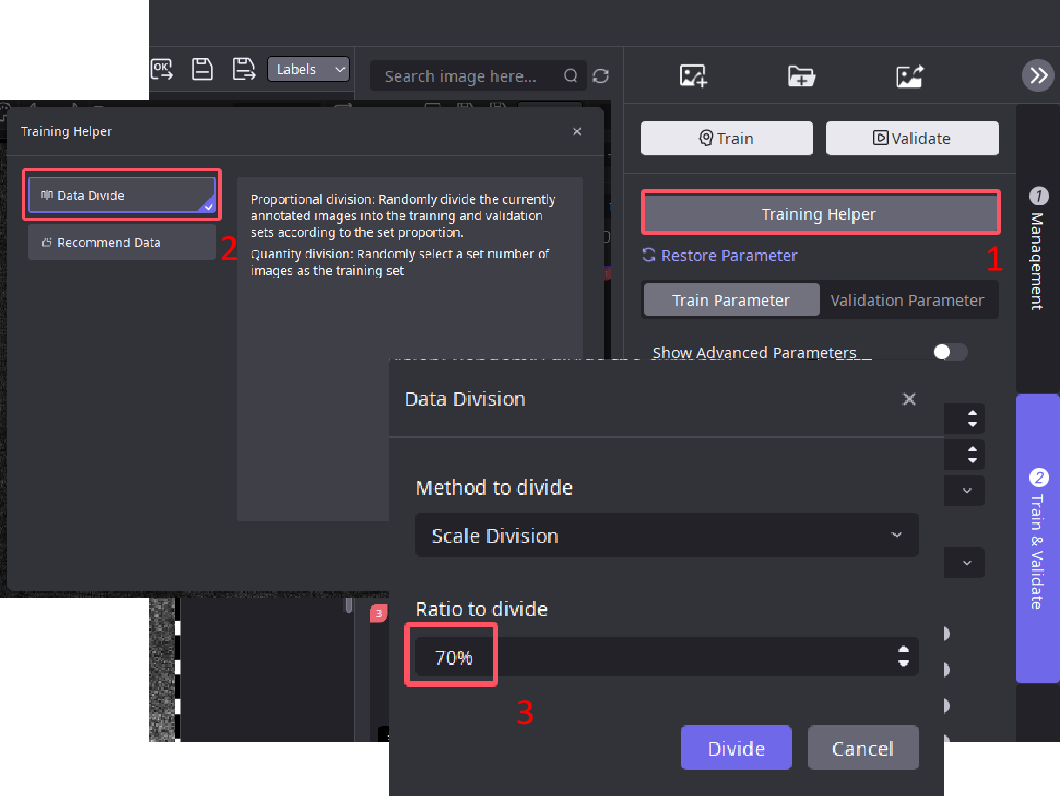 OK
Labels
Search image here...
Train
Validate
Training Helper
1
Restore Parameter
Train Parameter
Validation Parameter
Show Advanced Parameters
1 Management
2 Train & Validate
Training Helper
Data Divide
2
Recommend Data
Proportional division: Randomly divide the currently
annotated images into the training and validation
sets according to the set proportion.
Quantity division: Randomly select a set number of
images as the training set
3
Data Division
Method to divide
Scale Division
Ratio to divide
70%
3
Divide
Cancel